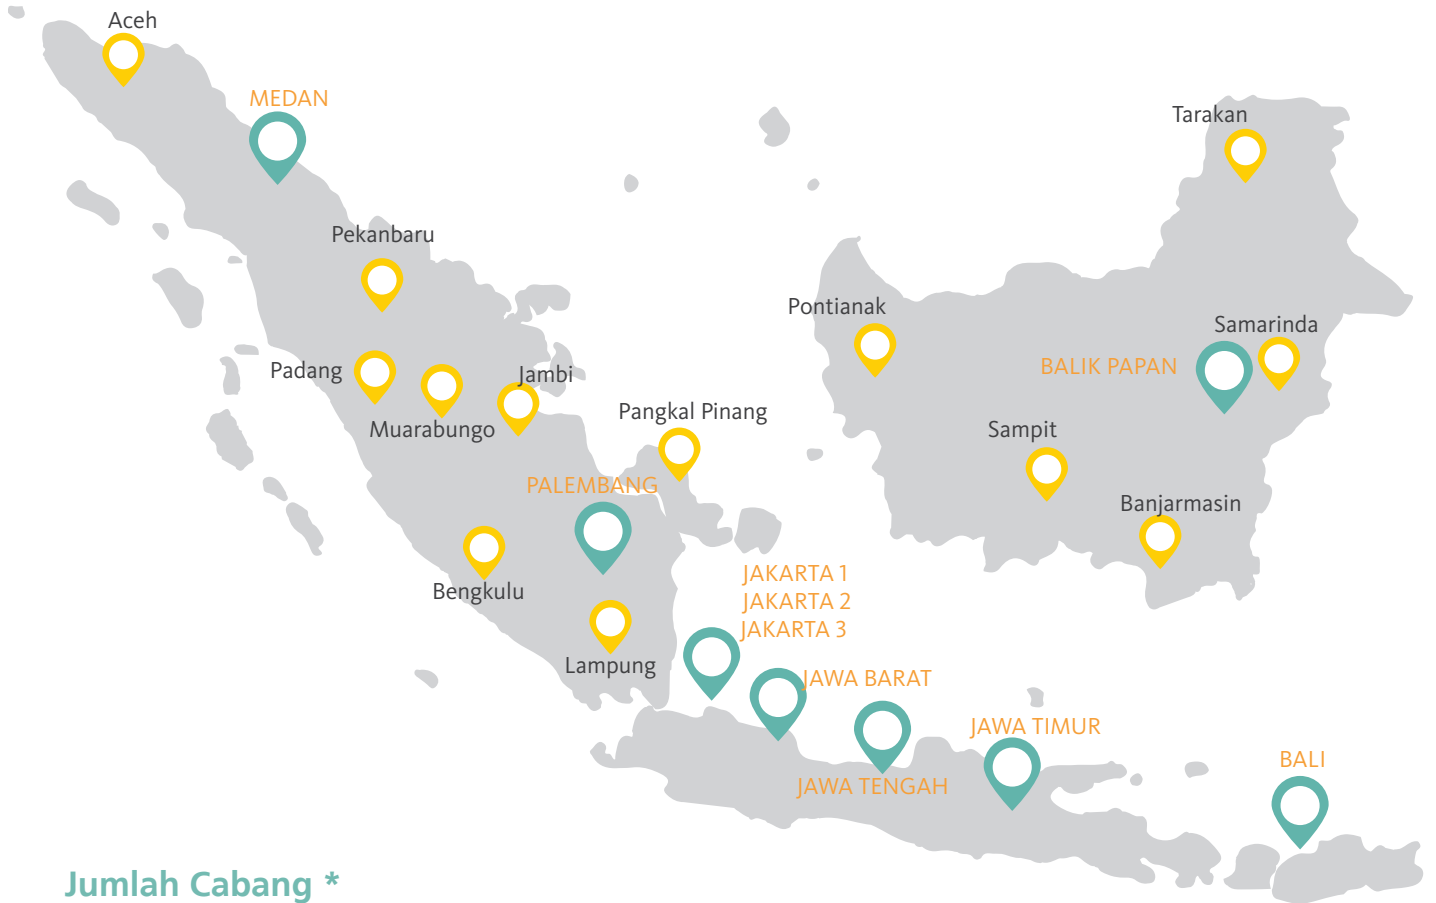 Aceh
MEDAN
Tarakan
Pekanbaru
Pontianak
Samarinda
BALIK PAPAN
Padang
Jambi
Pangkal Pinang
Muarabungo
Sampit
PALEMBANG
Banjarmasin
JAKARTA 1
JAKARTA 2
JAKARTA 3
Bengkulu
Lampung
JAWA BARAT
JAWA TIMUR
BALI
JAWA TENGAH
Jumlah Cabang *